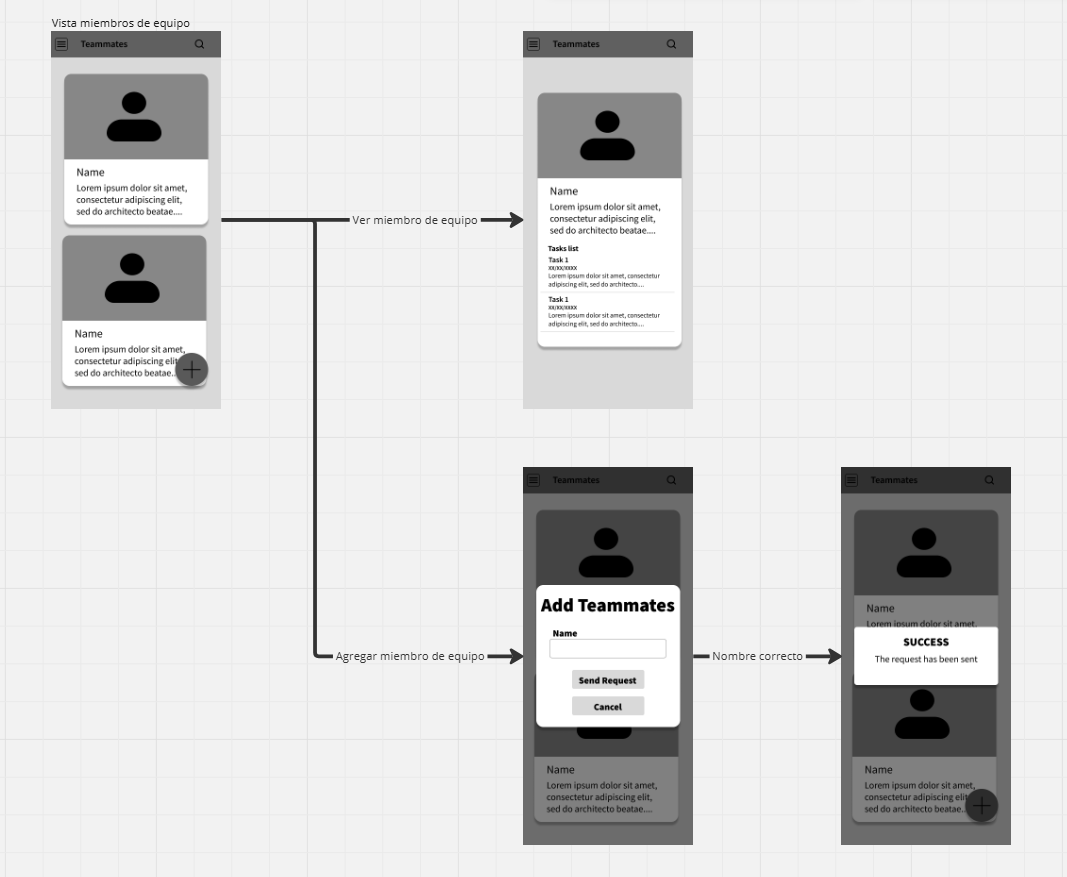 Vista miembros de equipo
Teammates
Name
Lorem ipsum dolor sit amet,
consectetur adipiscing elit,
sed do architecto beatae....
Name
Lorem ipsum dolor sit amet,
consectetur adipiscing elit
sed do architecto beatae..
Ver miembro de equipo
Teammates
Name
Lorem ipsum dolor sit amet,
consectetur adipiscing elit,
sed do architecto beatae....
Tasks list
Task 1
xx/xx/xxxx
Lorem ipsum dolor sit amet, consectetur
adipiscing elit, sed do architecto....
Task 1
xx/xx/xxxx
Lorem ipsum dolor sit amet, consectetur
adipiscing elit, sed do architecto....
Agregar miembro de equipo
Teammates
Add Teammates
Name
Send Request
Cancel
Name
Lorem ipsum dolor sit amet,
consectetur adipiscing elit,
sed do architecto beatae....
Nombre correcto
Teammates
Name
Lorem ipsum dolor sit amet,
SUCCESS
The request has been sent
Name
Lorem ipsum dolor sit amet,
consectetur adipiscing elit
sed do architecto beatae..